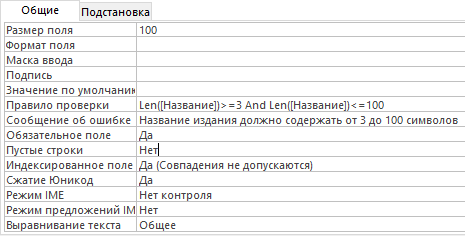 Общие Подстановка
Размер поля 100
Формат поля
Маска ввода
Подпись
Значение по умолчани
Правило проверки Len([Название])>=3 And Len([Название])<=100
Сообщение об ошибке Название издания должно содержать от 3 до 100 символов
Обязательное поле Да
Пустые строки Нет
Индексированное поле Да (Совпадения не допускаются)
Сжатие Юникод Да
Режим IME Нет контроля
Режим предложений IM Нет
Выравнивание текста Общее